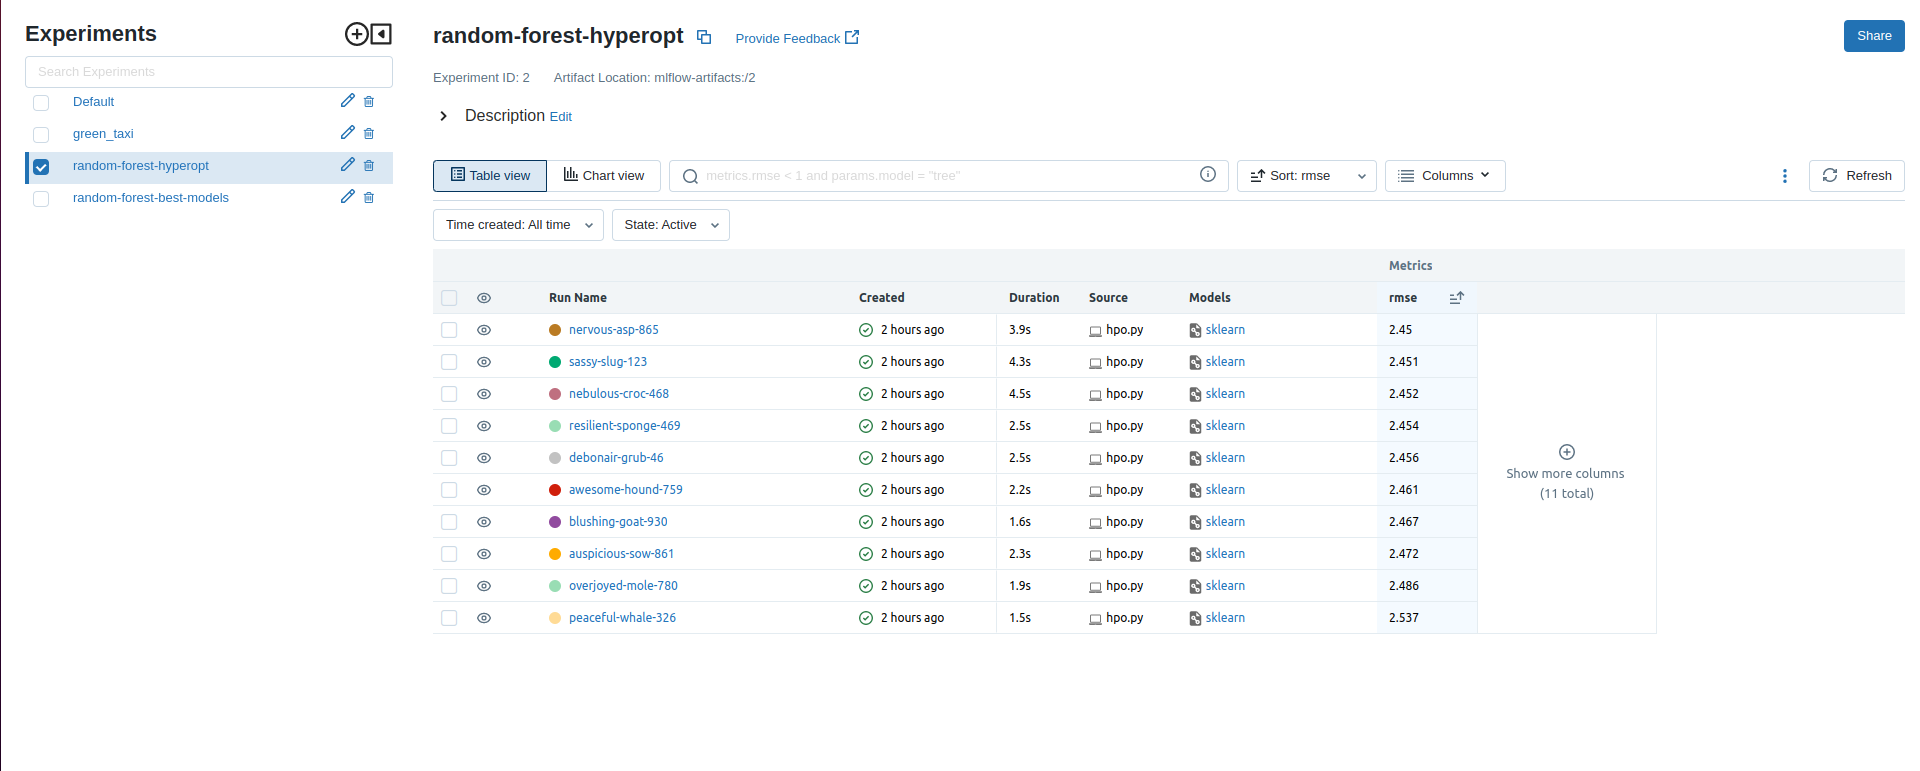 Experiments
Search Experiments
Default
green_taxi
random-forest-hyperopt
random-forest-best-models
random-forest-hyperopt Provide Feedback
Share
Experiment ID: 2 Artifact Location: mlflow-artifacts:/2
Description Edit
Table view Chart view metrics.rmse < 1 and params.model = "tree" Sort: rmse Columns Refresh
Time created: All time State: Active
Metrics
Run Name Created Duration Source Models rmse
nervous-asp-865 2 hours ago 3.9s hpo.py sklearn 2.45
sassy-slug-123 2 hours ago 4.3s hpo.py sklearn 2.451
nebulous-croc-468 2 hours ago 4.5s hpo.py sklearn 2.452
resilient-sponge-469 2 hours ago 2.5s hpo.py sklearn 2.454
debonair-grub-46 2 hours ago 2.5s hpo.py sklearn 2.456
awesome-hound-759 2 hours ago 2.2s hpo.py sklearn 2.461
blushing-goat-930 2 hours ago 1.6s hpo.py sklearn 2.467
auspicious-sow-861 2 hours ago 2.3s hpo.py sklearn 2.472
overjoyed-mole-780 2 hours ago 1.9s hpo.py sklearn 2.486
peaceful-whale-326 2 hours ago 1.5s hpo.py sklearn 2.537
Show more columns
(11 total)